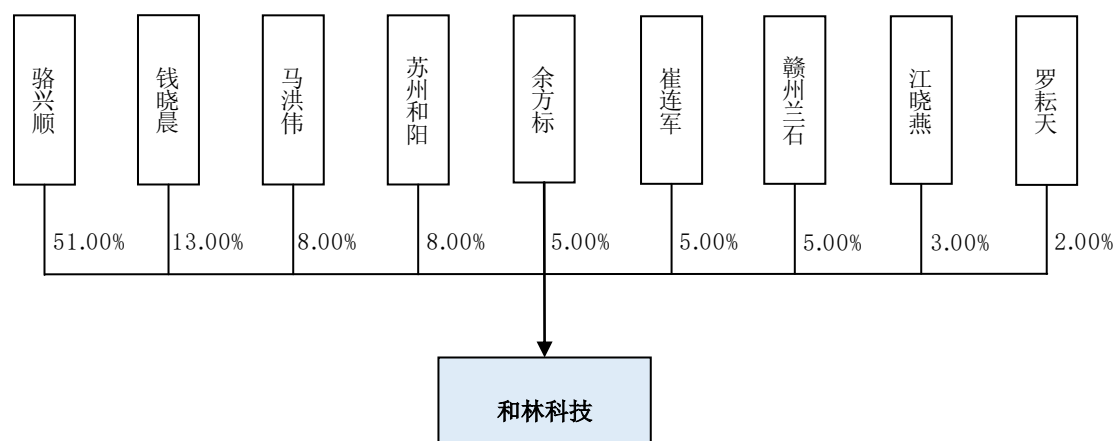 骆兴顺
钱晓晨
马洪伟
苏州和阳
余方标
崔连军
赣州兰石
江晓燕
罗耘天
51.00%
13.00%
8.00%
8.00%
5.00%
5.00%
5.00%
3.00%
2.00%
和林科技